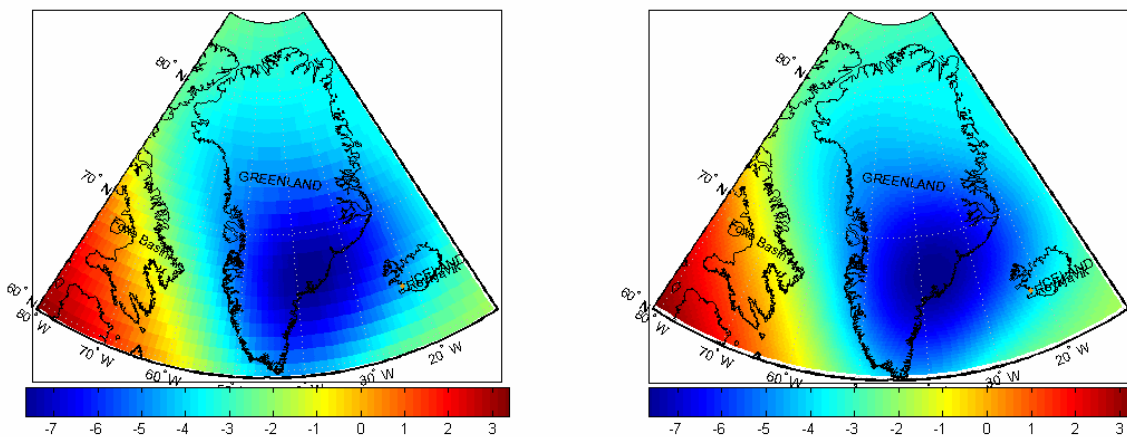 80° N
GREENLAND
70° N
Foxe Basin
ICELAND
60° N
80° W
70° W
60° W
30° W
20° W
-7 -6 -5 -4 -3 -2 -1 0 1 2 3
80° N
GREENLAND
70° N
Foxe Basin
ICELAND
60° N
80° W
70° W
60° W
30° W
20° W
-7 -6 -5 -4 -3 -2 -1 0 1 2 3